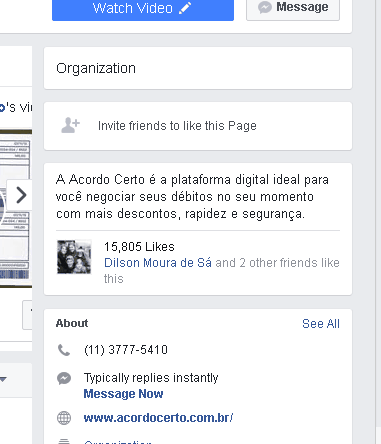 Watch Video
Message
Organization
's vi
Invite friends to like this Page
A Acordo Certo é a plataforma digital ideal para
você negociar seus débitos no seu momento
com mais descontos, rapidez e segurança.
15,805 Likes
Dilson Moura de Sá and 2 other friends like
this
About
See All
(11) 3777-5410
Typically replies instantly
Message Now
www.acordocerto.com.br/
Organization